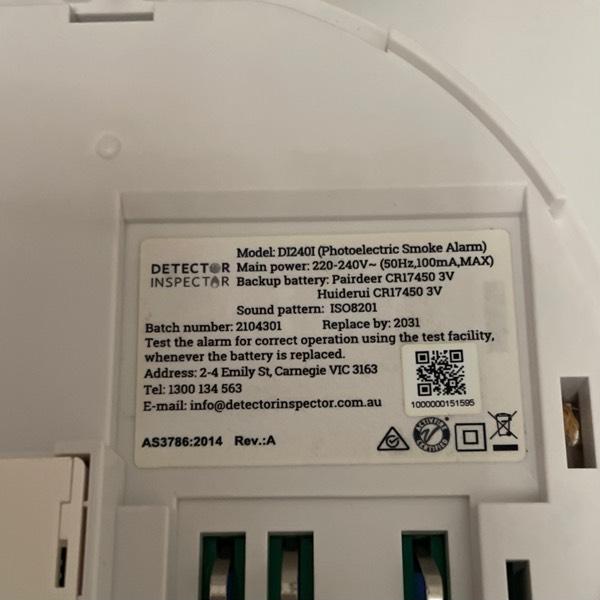 Model: DI240I (Photoelectric Smoke Alarm)
DETECTOR
INSPECTAR
Main power: 220-240V~ (50Hz,100mA,MAX)
Backup battery: Pairdeer CR17450 3V
Huiderui CR17450 3V
Sound pattern: ISO8201
Batch number: 2104301 Replace by: 2031
Test the alarm for correct operation using the test facility,
whenever the battery is replaced.
Address: 2-4 Emily St, Carnegie VIC 3163
Tel: 1300 134 563
E-mail: info@detectorinspector.com.au
1000000151595
AS3786:2014 Rev.:A